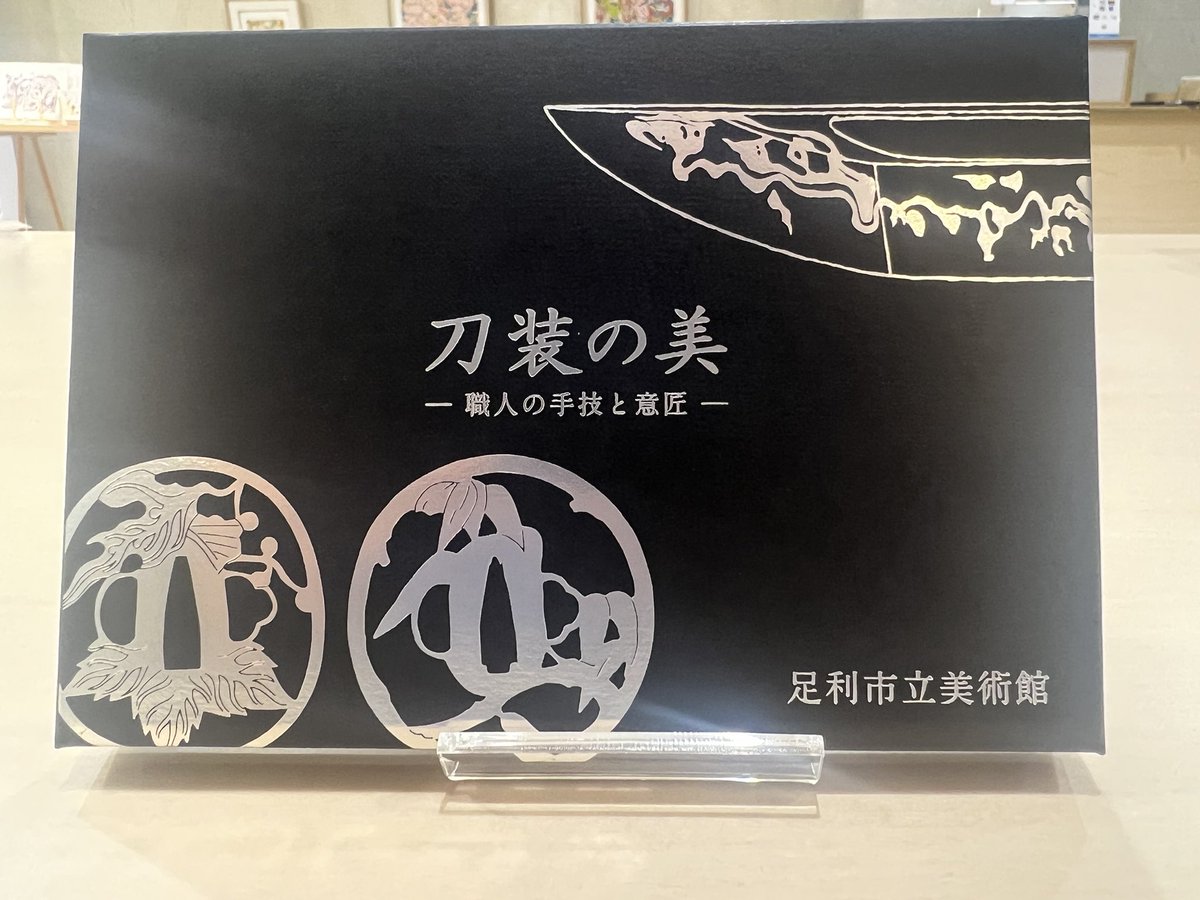 刀装の美
― 職人の手技と意匠 ―
足利市立美術館